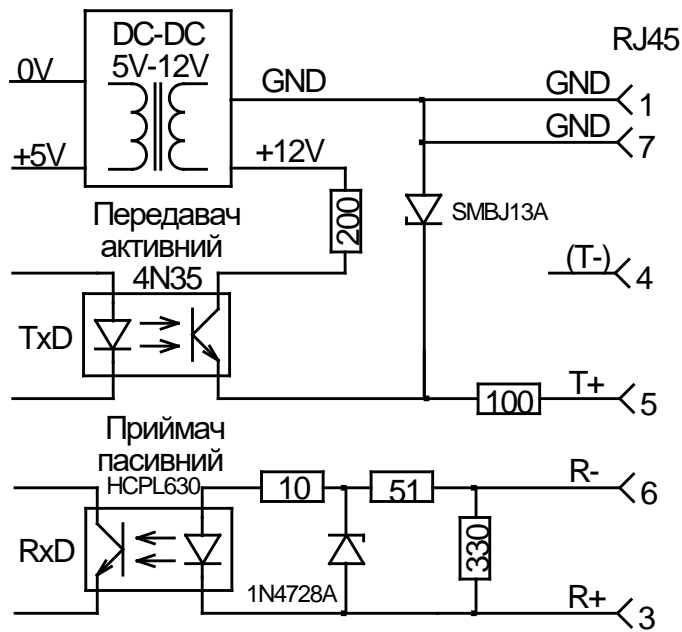 DC-DC
5V-12V
RJ45
0V
GND
GND
1
GND
7
+5V
+12V
Передавач
активний
4N35
200
SMBJ13A
(T-)
4
TxD
T+
100
5
Приймач
пасивний
HCPL630
10
51
R-
6
RxD
330
1N4728A
R+
3